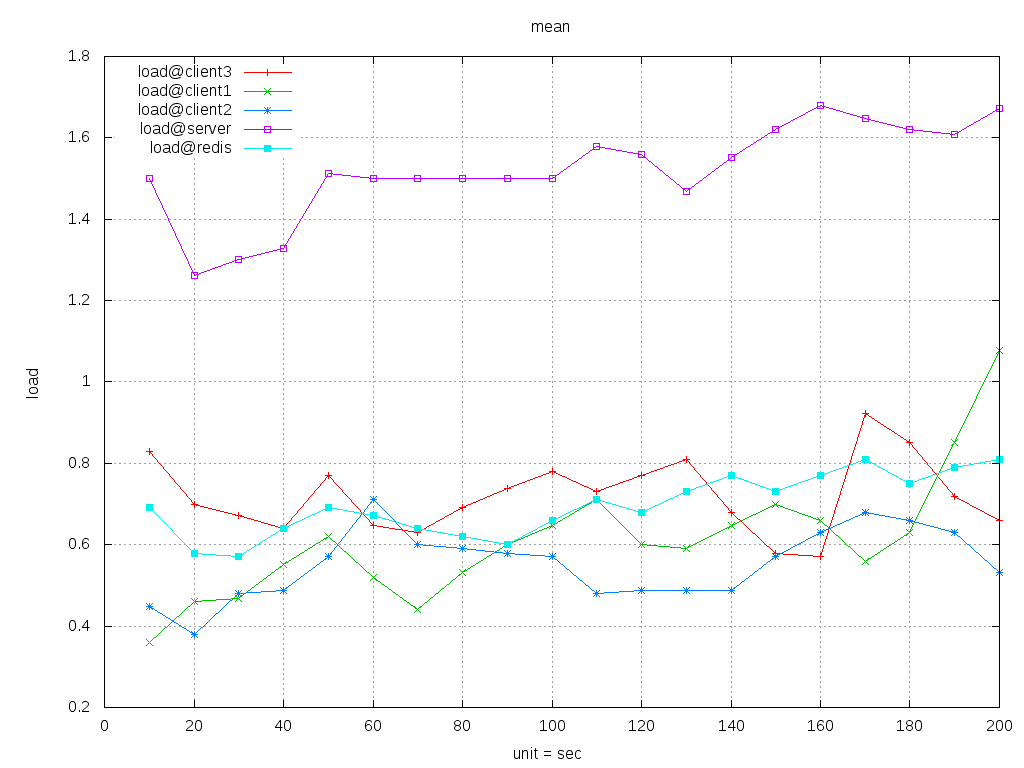 mean
load@client3
load@client1
load@client2
load@server
load@redis
1.8
1.6
1.4
1.2
1
0.8
0.6
0.4
0.2
load
0 20 40 60 80 100 120 140 160 180 200
unit = sec